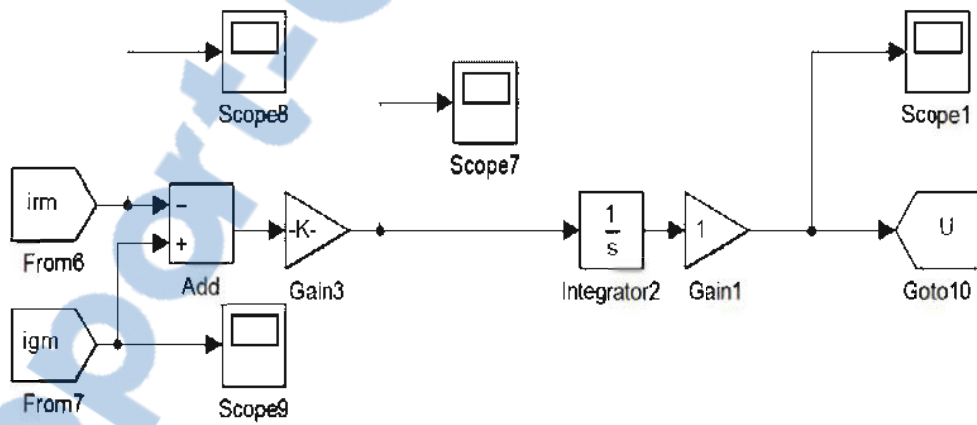 Scope8
Scope7
Scope1
irm
From6
−
+
Add
-K-
Gain3
1
s
Integrator2
1
Gain1
U
Goto10
igm
From7
Scope9